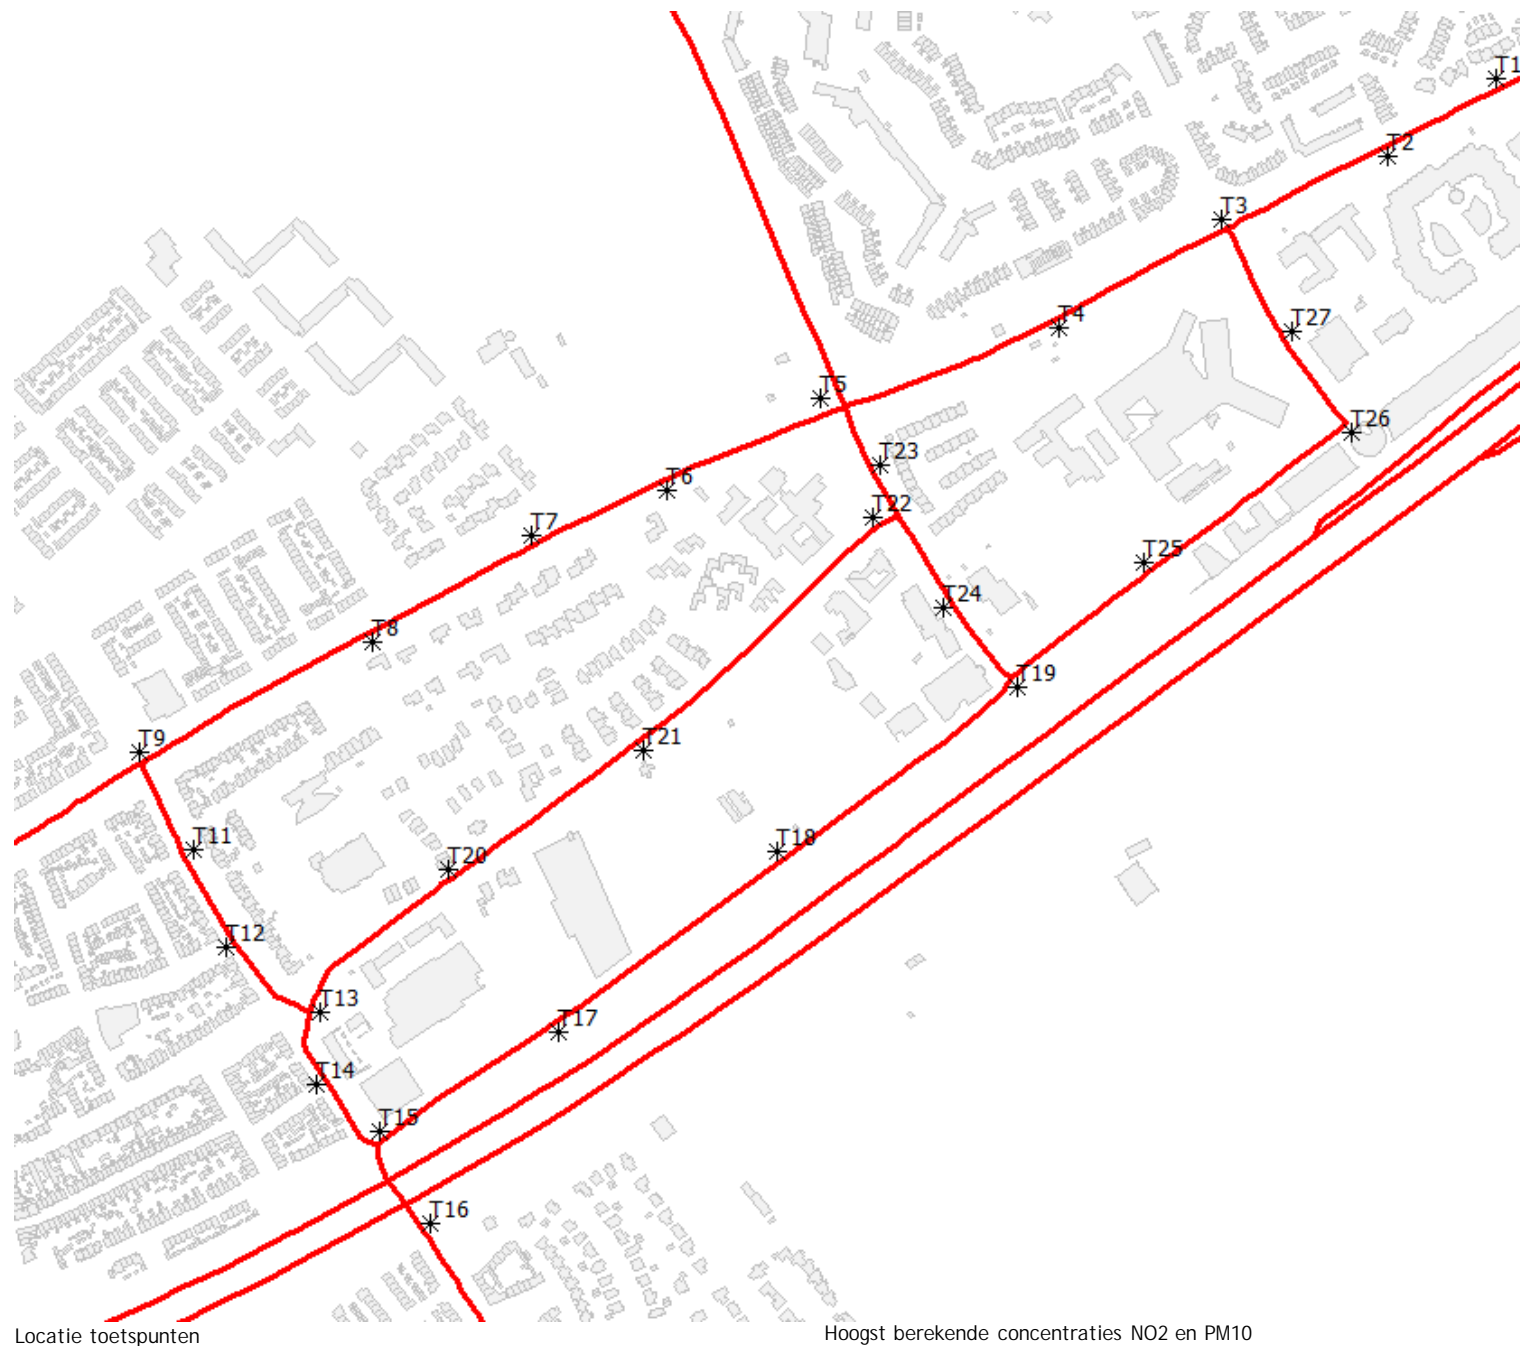 T1
T2
T3
T27
T4
T5
T26
T23
T6
T22
T7
T25
T24
T8
T19
T21
T9
T11
T18
T20
T12
T13
T17
T14
T15
T16
Locatie toetspunten
Hoogst berekende concentraties NO2 en PM10